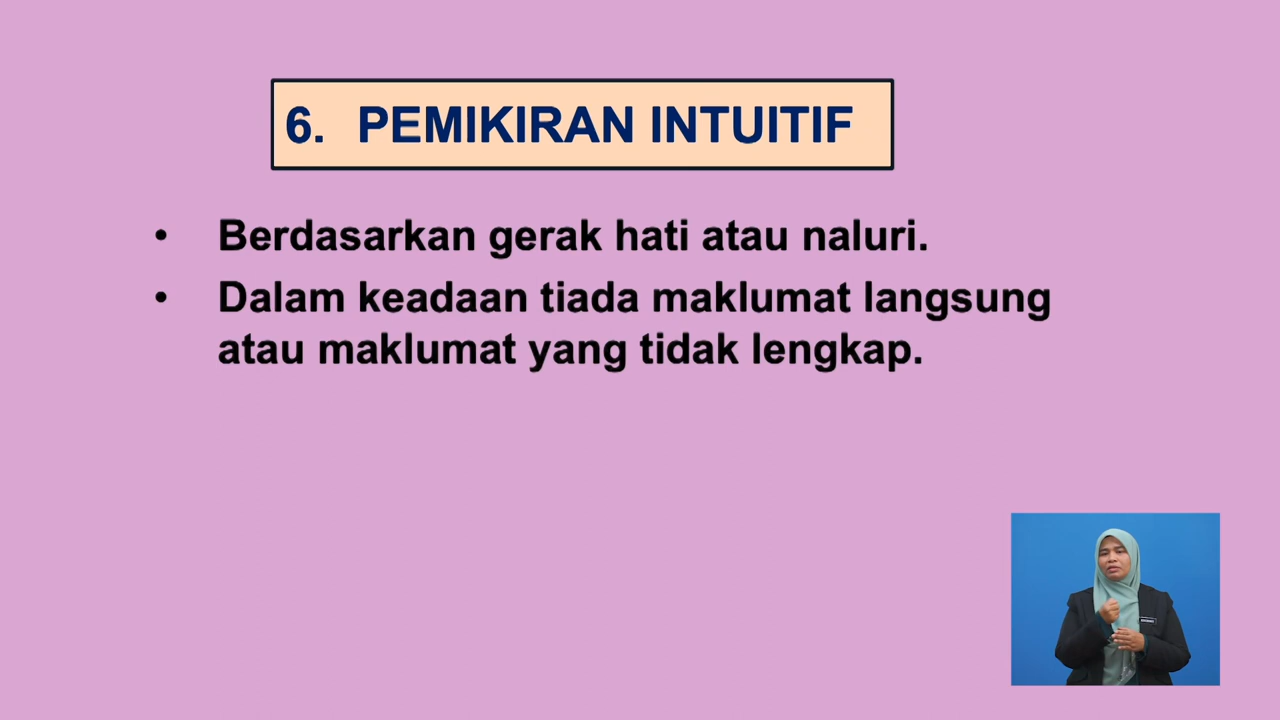 6. PEMIKIRAN INTUITIF
• Berdasarkan gerak hati atau naluri.
• Dalam keadaan tiada maklumat langsung
atau maklumat yang tidak lengkap.